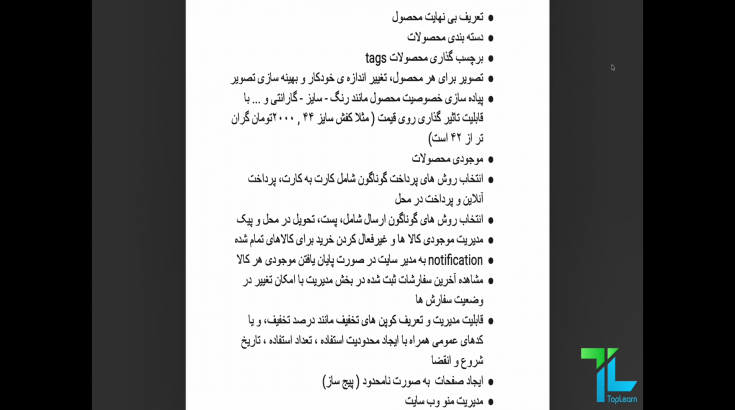 تعریف بی نهایت محصول
دسته بندی محصولات
برچسب گذاری محصولات tags
تصویر برای هر محصول، تغییر اندازه ی خودکار و بهینه سازی تصویر
پیاده سازی خصوصیت محصول مانند رنگ - سایز - گارانتی و ... با
قابلیت تاثیر گذاری روی قیمت ( مثلا کفش سایز ۴۴ , ۲۰۰۰تومان گران
تر از ۴۲ است)
موجودی محصولات
انتخاب روش های پرداخت گوناگون شامل کارت به کارت، پرداخت
آنلاین و پرداخت در محل
انتخاب روش های گوناگون ارسال شامل، پست، تحویل در محل و پیک
مدیریت موجودی کالا ها و غیرفعال کردن خرید برای کالاهای تمام شده
notification به مدیر سایت در صورت پایان یافتن موجودی هر کالا
مشاهده آخرین سفارشات ثبت شده در بخش مدیریت با امکان تغییر در
وضعیت سفارش ها
قابلیت مدیریت و تعریف کوپن های تخفیف مانند درصد تخفیف، و یا
کدهای عمومی همراه با ایجاد محدودیت استفاده ، تعداد استفاده ، تاریخ
شروع و انقضا
ایجاد صفحات به صورت نامحدود ( پیج ساز)
مدیریت منو وب سایت
TopLearn